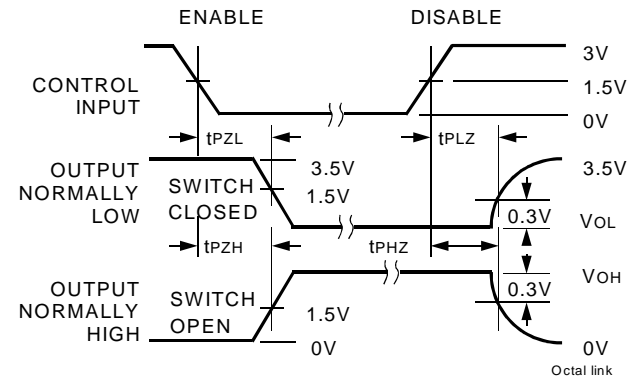 ENABLE
DISABLE
CONTROL
INPUT
3V
1.5V
0V
tPZL
tPLZ
OUTPUT
NORMALLY
LOW
SWITCH
CLOSED
3.5V
1.5V
3.5V
0.3V
VOL
tPZH
tPHZ
OUTPUT
NORMALLY
HIGH
SWITCH
OPEN
1.5V
0V
VOH
0.3V
0V
Octal link